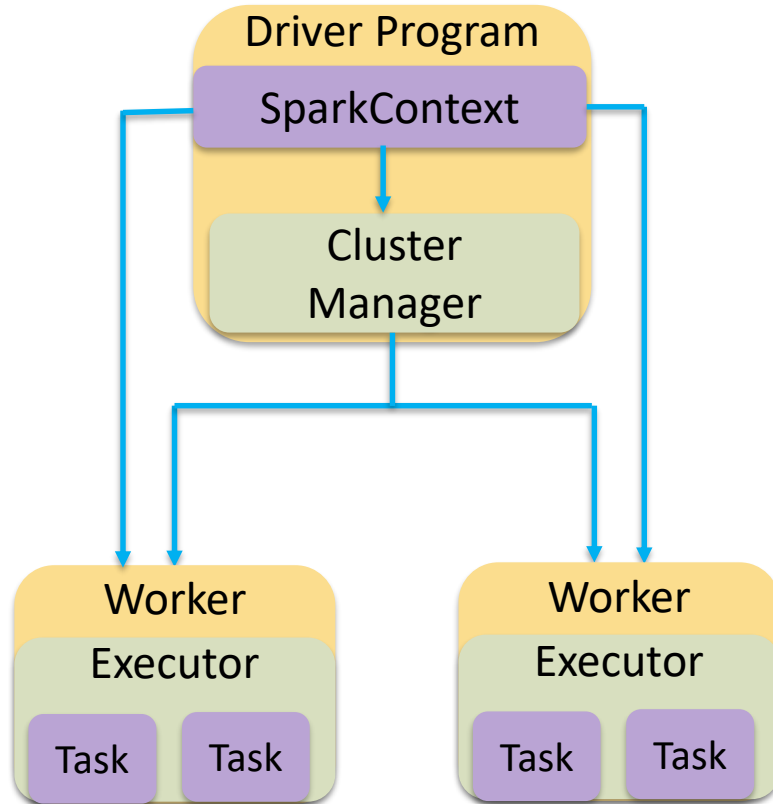 Driver Program
SparkContext
Cluster
Manager
Worker
Executor
Task Task
Worker
Executor
Task Task